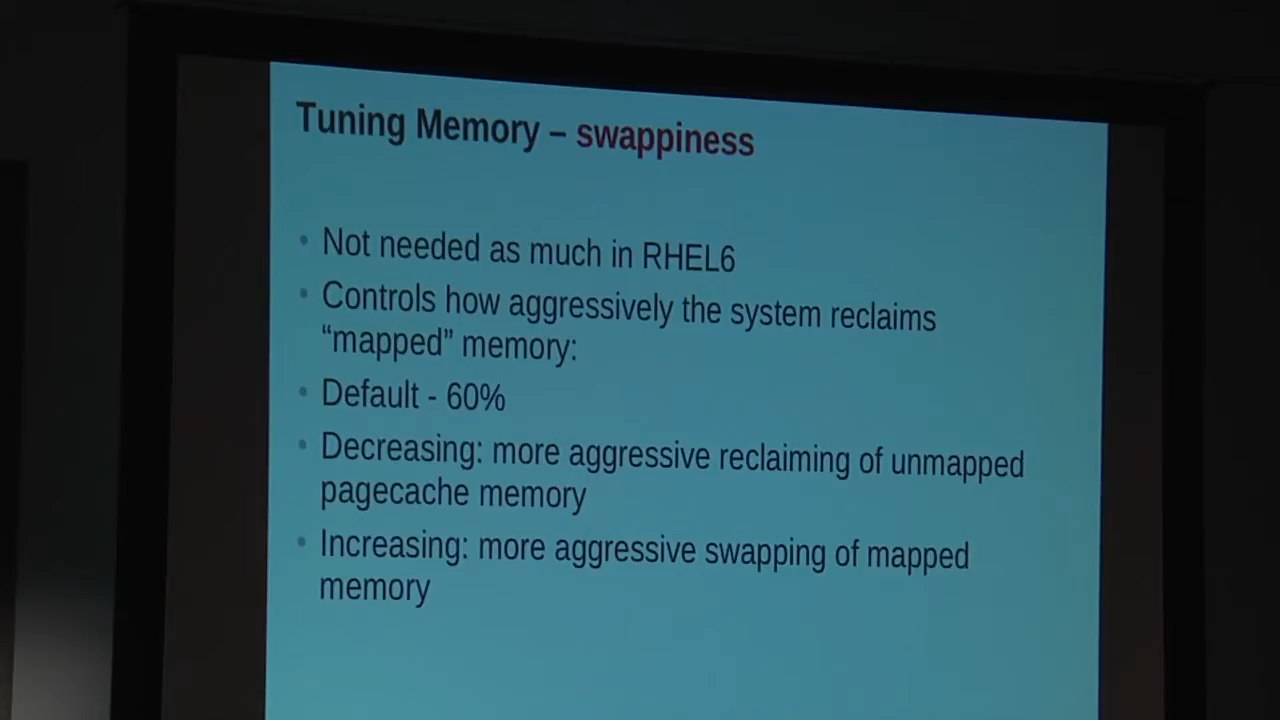 Tuning Memory – swappiness
• Not needed as much in RHEL6
• Controls how aggressively the system reclaims
“mapped” memory:
• Default - 60%
• Decreasing: more aggressive reclaiming of unmapped
pagecache memory
• Increasing: more aggressive swapping of mapped
memory